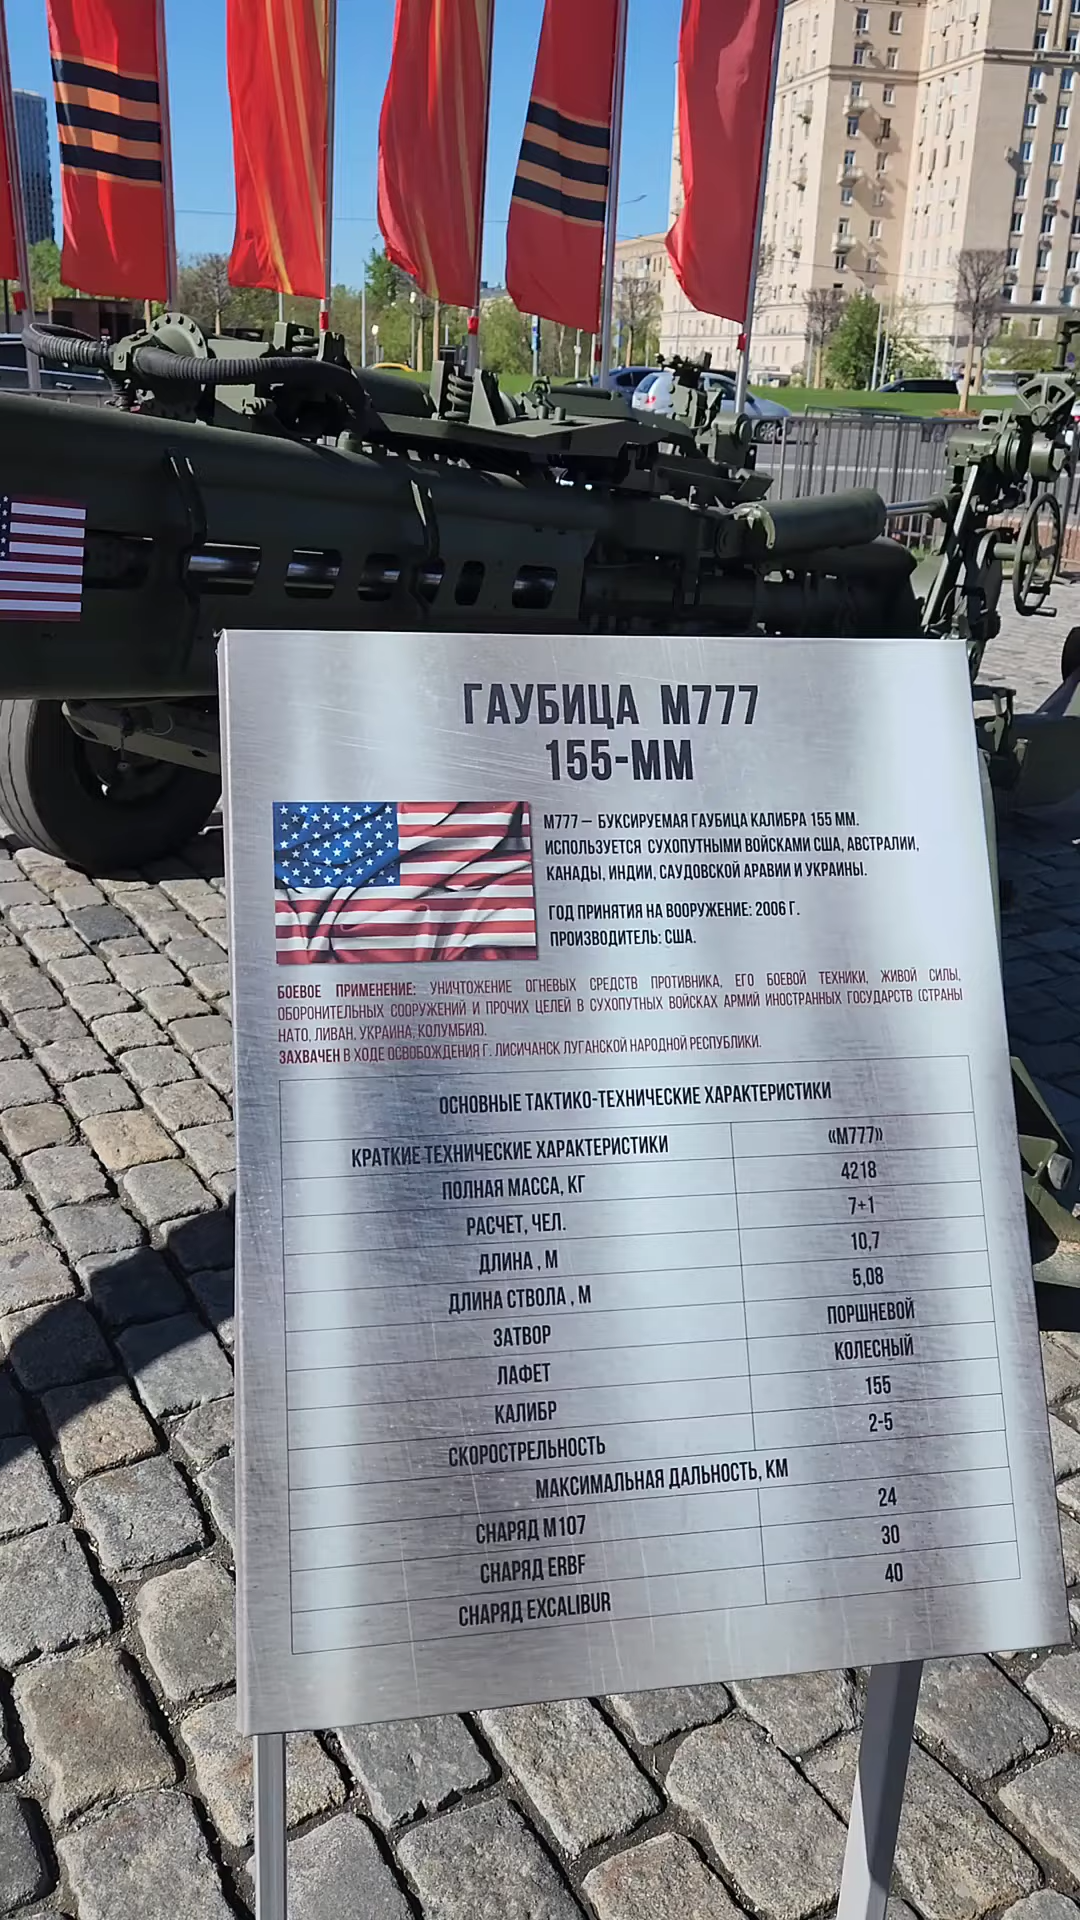 ГАУБИЦА М777
155-ММ
М777 – БУКСИРУЕМАЯ ГАУБИЦА КАЛИБРА 155 ММ.
ИСПОЛЬЗУЕТСЯ СУХОПУТНЫМИ ВОЙСКАМИ США, АВСТРАЛИИ,
КАНАДЫ, ИНДИИ, САУДОВСКОЙ АРАВИИ И УКРАИНЫ.
ГОД ПРИНЯТИЯ НА ВООРУЖЕНИЕ: 2006 Г.
ПРОИЗВОДИТЕЛЬ: США.
БОЕВОЕ ПРИМЕНЕНИЕ: УНИЧТОЖЕНИЕ ОГНЕВЫХ СРЕДСТВ ПРОТИВНИКА, ЕГО БОЕВОЙ ТЕХНИКИ, ЖИВОЙ СИЛЫ,
ОБОРОНИТЕЛЬНЫХ СООРУЖЕНИЙ И ПРОЧИХ ЦЕЛЕЙ В СУХОПУТНЫХ ВОЙСКАХ АРМИЙ ИНОСТРАННЫХ ГОСУДАРСТВ (СТРАНЫ
НАТО, ЛИВАН, УКРАИНА, КОЛУМБИЯ).
ЗАХВАЧЕН В ХОДЕ ОСВОБОЖДЕНИЯ Г. ЛИСИЧАНСК ЛУГАНСКОЙ НАРОДНОЙ РЕСПУБЛИКИ.
ОСНОВНЫЕ ТАКТИКО-ТЕХНИЧЕСКИЕ ХАРАКТЕРИСТИКИ
КРАТКИЕ ТЕХНИЧЕСКИЕ ХАРАКТЕРИСТИКИ «М777»
ПОЛНАЯ МАССА, КГ 4218
РАСЧЕТ, ЧЕЛ. 7+1
ДЛИНА , М 10,7
ДЛИНА СТВОЛА , М 5,08
ЗАТВОР ПОРШНЕВОЙ
ЛАФЕТ КОЛЕСНЫЙ
КАЛИБР 155
СКОРОСТРЕЛЬНОСТЬ 2-5
МАКСИМАЛЬНАЯ ДАЛЬНОСТЬ, КМ
СНАРЯД М107 24
СНАРЯД ERBF 30
СНАРЯД EXCALIBUR 40